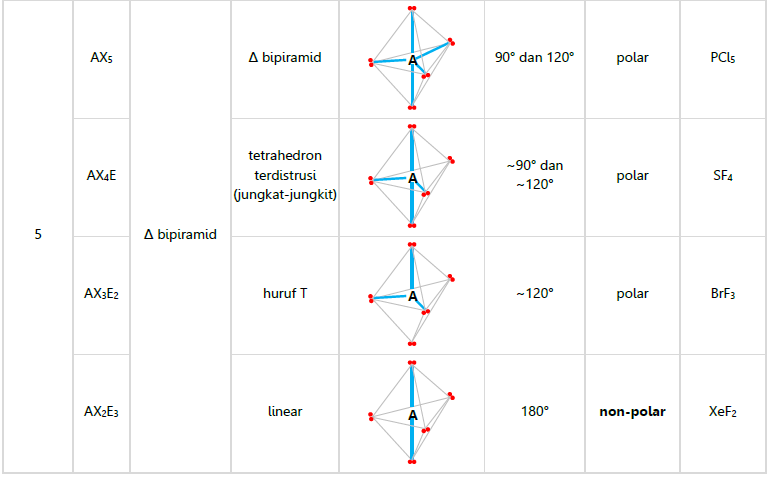 AX₅
Δ bipiramid
A
90° dan 120°
polar
PCl₅
AX₄E
tetrahedron
terdistrusi
(jungkat-jungkit)
A
~90° dan
~120°
polar
SF₄
5
Δ bipiramid
AX₃E₂
huruf T
A
~120°
polar
BrF₃
AX₂E₃
linear
A
180°
non-polar
XeF₂